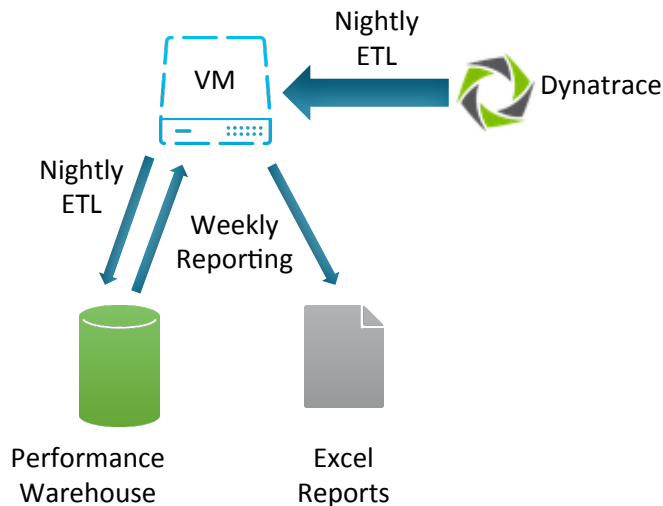 Nightly
ETL
VM
Dynatrace
Nightly
ETL
Weekly
Reporting
Performance
Warehouse
Excel
Reports